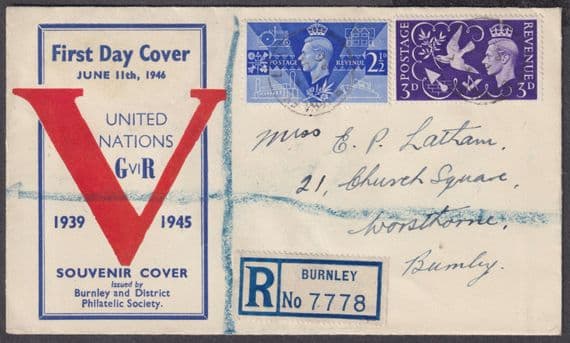 First Day Cover
JUNE 11th, 1946
V
UNITED
NATIONS
GVIR
1939 1945
SOUVENIR COVER
Issued by
Burnley and District
Philatelic Society.
POSTAGE REVENUE 2½D
POSTAGE REVENUE
3D 3D
Miss E. P. Latham,
21, Church Square,
Worsthorne,
Burnley.
R BURNLEY
No 7778